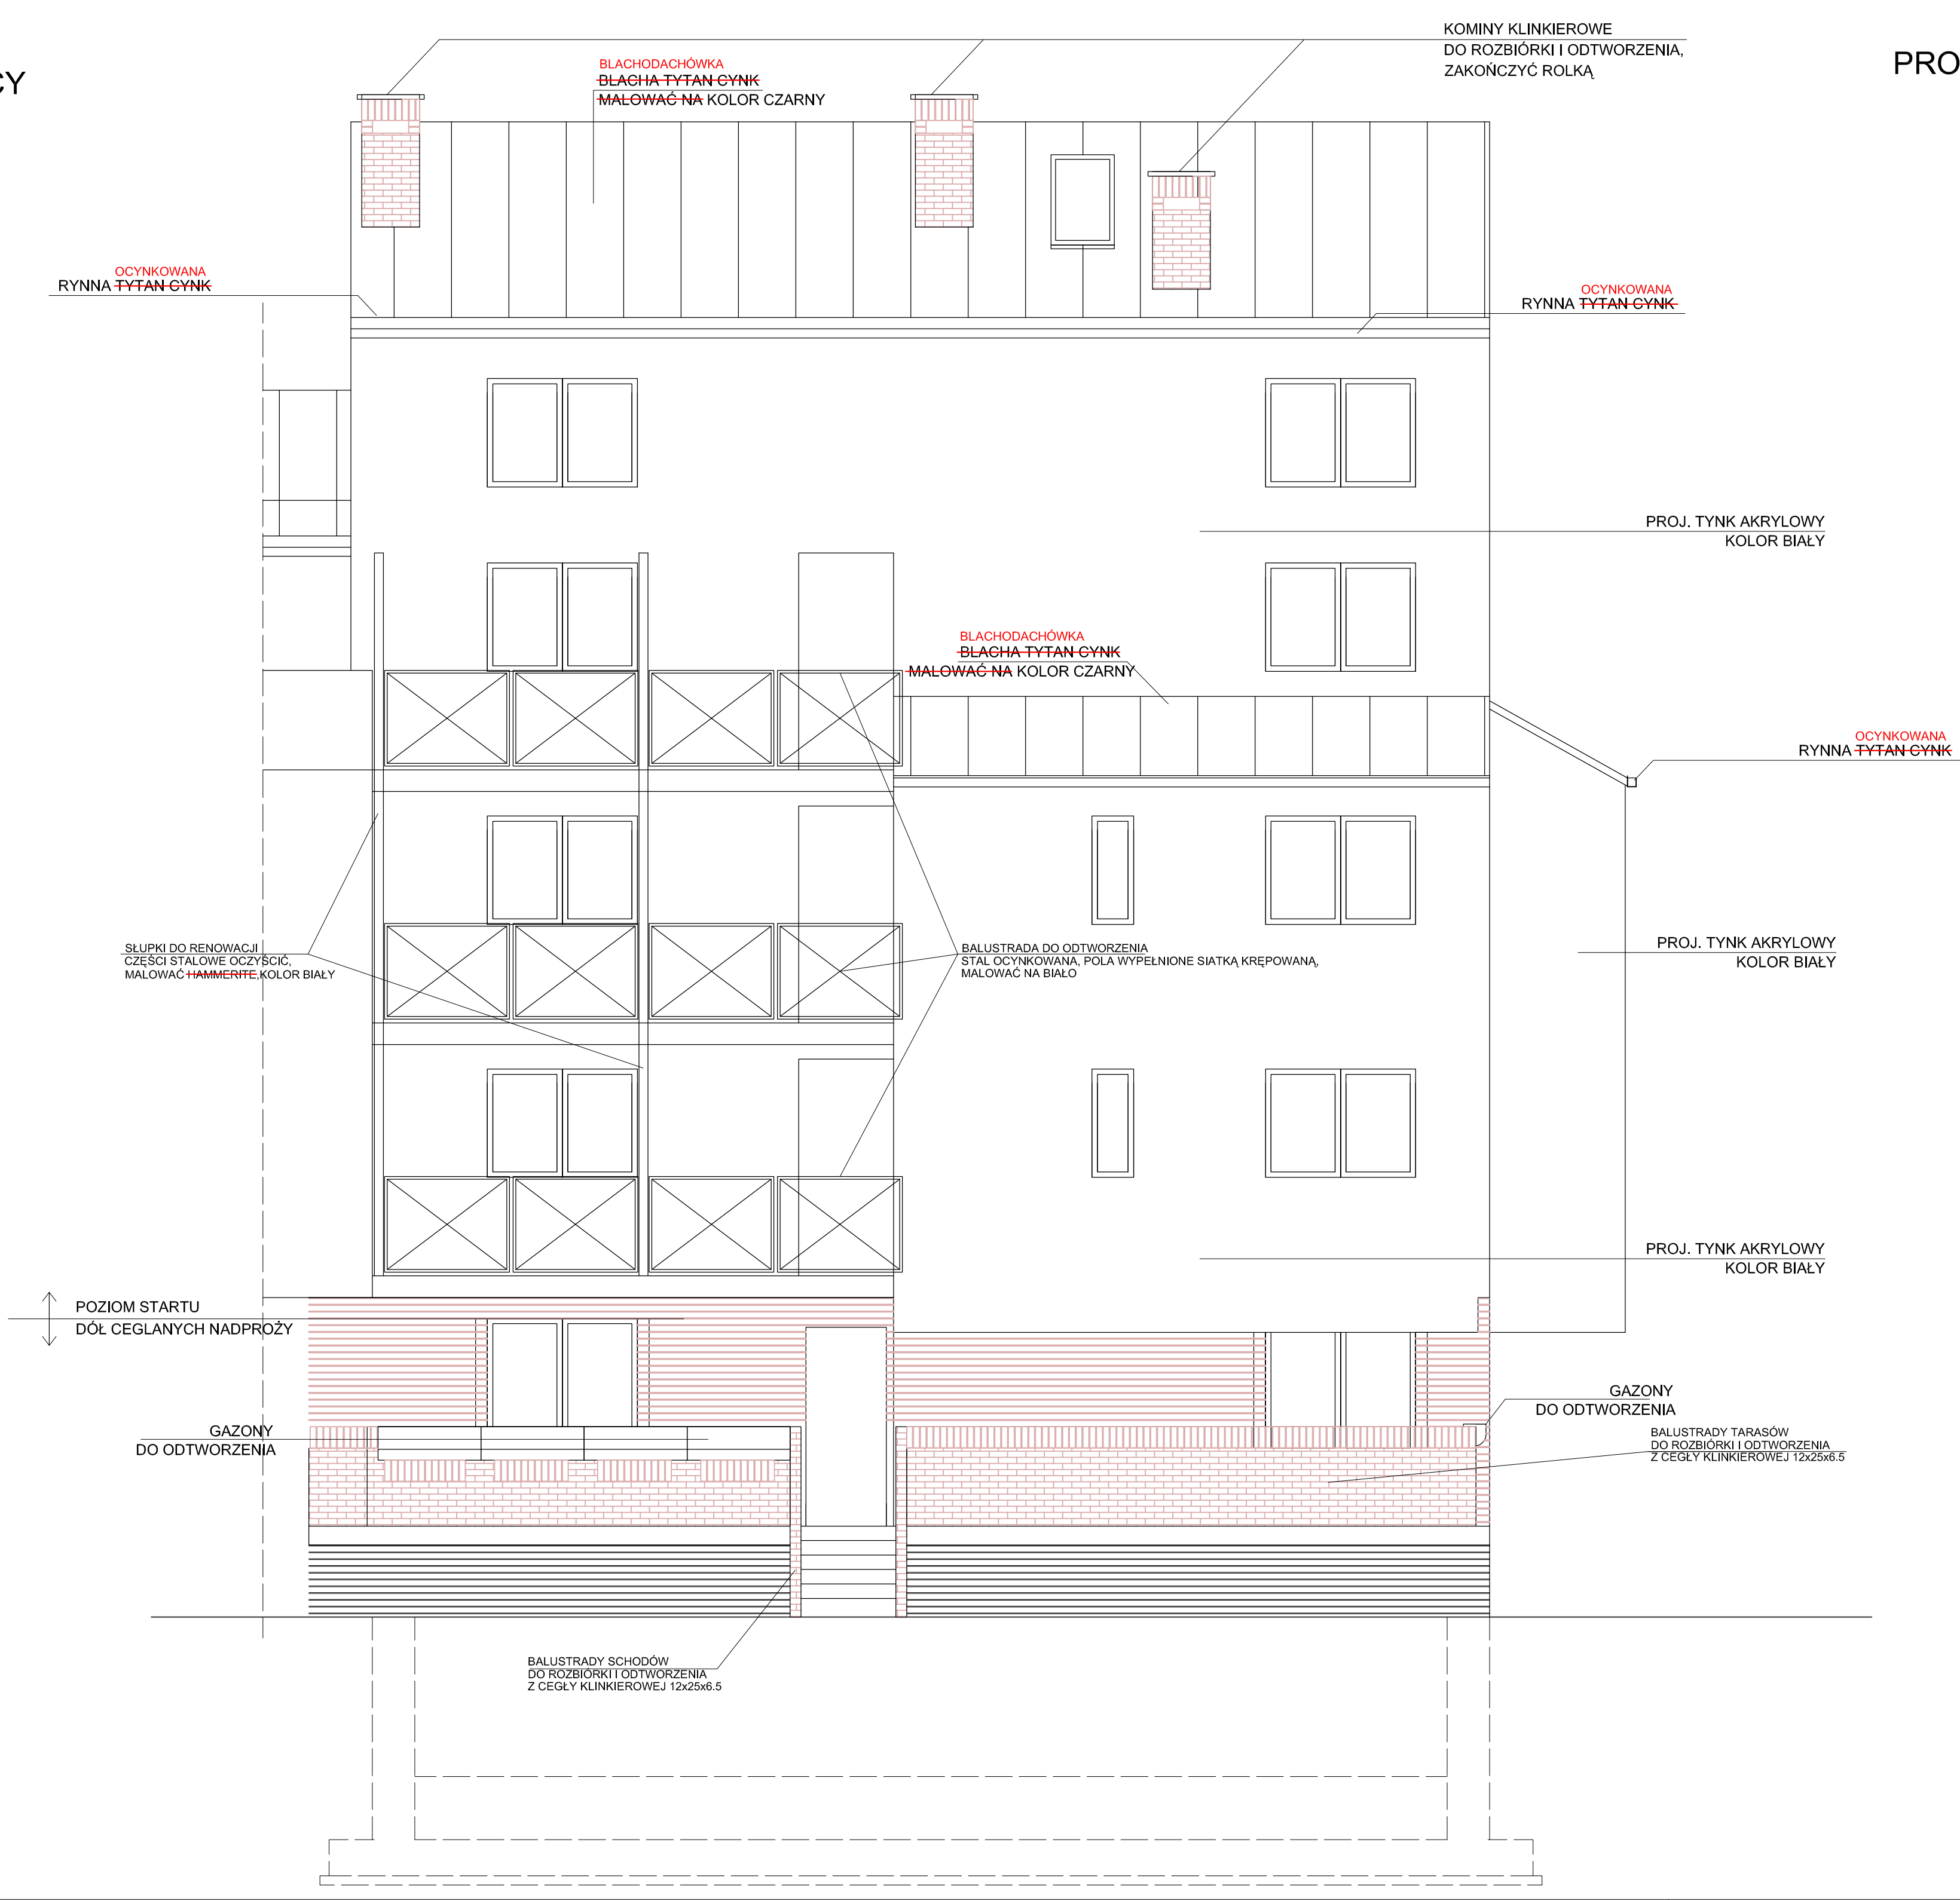 KOMINY KLINKIEROWE
DO ROZBIÓRKI I ODTWORZENIA,
ZAKOŃCZYĆ ROLKĄ
CY
PRO
BLACHODACHÓWKA
BLACHA TYTAN CYNK
MALOWAĆ NA KOLOR CZARNY
OCYNKOWANA
RYNNA TYTAN CYNK
OCYNKOWANA
RYNNA TYTAN CYNK
PROJ. TYNK AKRYLOWY
KOLOR BIAŁY
BLACHODACHÓWKA
BLACHA TYTAN CYNK
MALOWAĆ NA KOLOR CZARNY
OCYNKOWANA
RYNNA TYTAN CYNK
SŁUPKI DO RENOWACJI
CZĘŚCI STALOWE OCZYŚCIĆ,
MALOWAĆ HAMMERITE,KOLOR BIAŁY
BALUSTRADA DO ODTWORZENIA
STAL OCYNKOWANA, POLA WYPEŁNIONE SIATKĄ KRĘPOWANĄ,
MALOWAĆ NA BIAŁO
PROJ. TYNK AKRYLOWY
KOLOR BIAŁY
PROJ. TYNK AKRYLOWY
KOLOR BIAŁY
POZIOM STARTU
DÓŁ CEGLANYCH NADPROŻY
GAZONY
DO ODTWORZENIA
GAZONY
DO ODTWORZENIA
BALUSTRADY TARASÓW
DO ROZBIÓRKI I ODTWORZENIA
Z CEGŁY KLINKIEROWEJ 12x25x6.5
BALUSTRADY SCHODÓW
DO ROZBIÓRKI I ODTWORZENIA
Z CEGŁY KLINKIEROWEJ 12x25x6.5